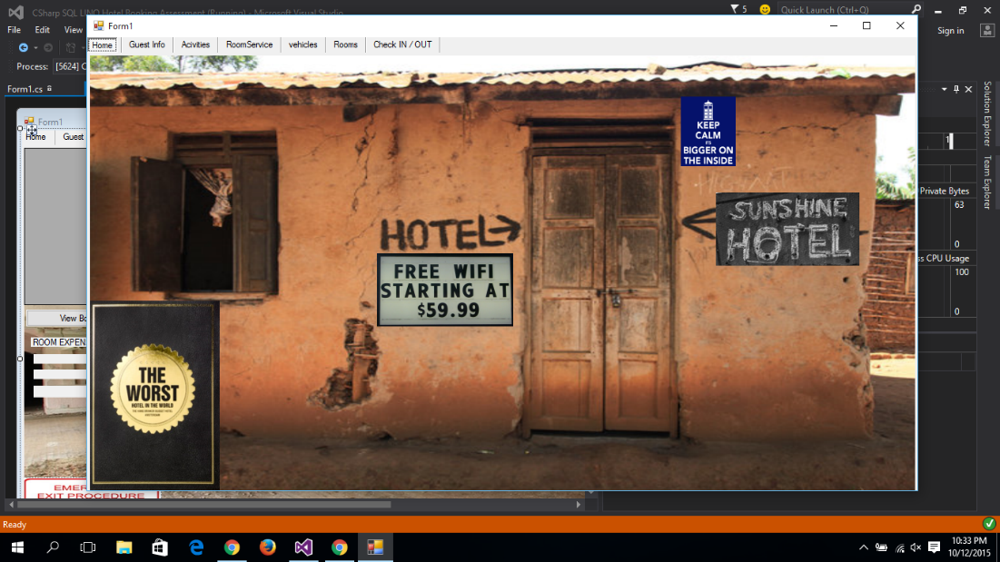 CSharp SQL LINQ Hotel Booking Assessment (Running) - Microsoft Visual Studio
5
Quick Launch (Ctrl+Q)
File Edit View
Sign in
Process: [5624] C
Form1.cs
Form1
Home Guest Info Acivities RoomService vehicles Rooms Check IN / OUT
Form1
Home Guest
KEEP
CALM
ITS
BIGGER ON
THE INSIDE
SUNSHINE
HOTEL
HOTEL
FREE WIFI
STARTING AT
$59.99
THE
WORST
HOTEL IN THE WORLD
View Bo
ROOM EXPEN
EMER
EXIT PROCEDURE
Solution Explorer
Team Explorer
1
Private Bytes
63
0
ss CPU Usage
100
0
Ready
10:33 PM
10/12/2015